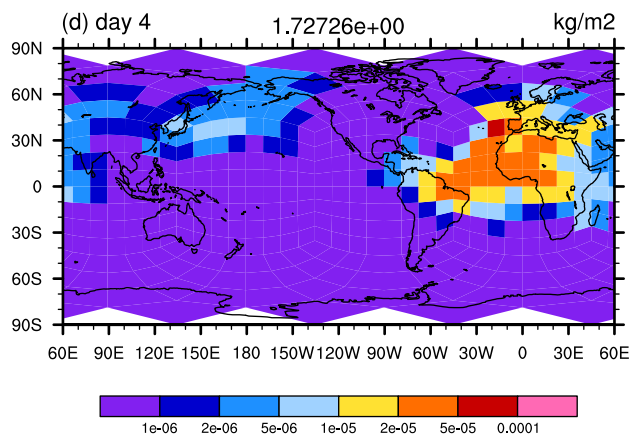 (d) day 4 1.72726e+00 kg/m2
90N
60N
30N
0
30S
60S
90S
60E 90E 120E 150E 180 150W 120W 90W 60W 30W 0 30E 60E
1e-06 2e-06 5e-06 1e-05 2e-05 5e-05 0.0001